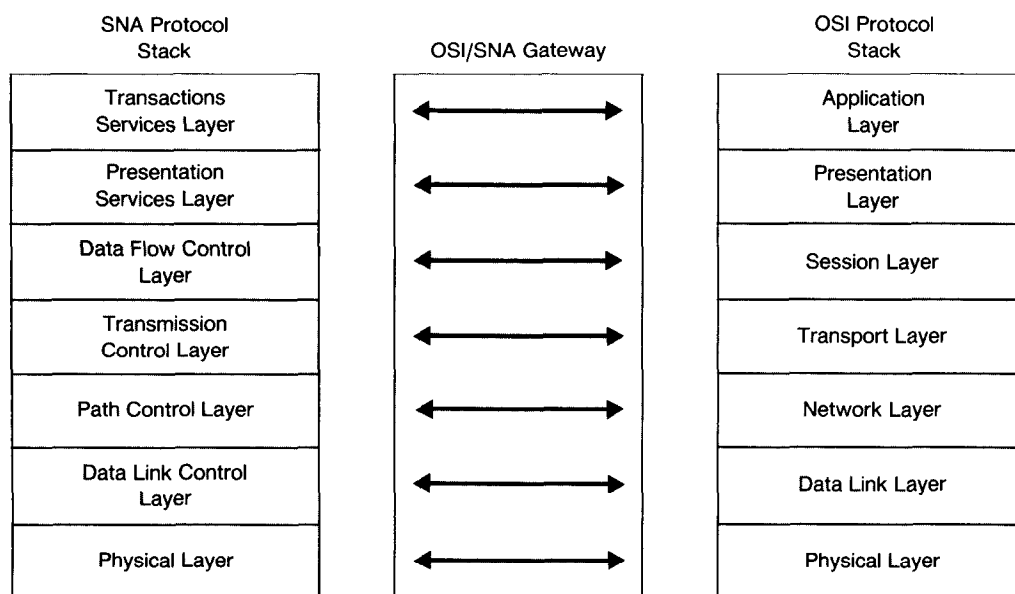 SNA Protocol
Stack
OSI/SNA Gateway
OSI Protocol
Stack
Transactions
Services Layer
Application
Layer
Presentation
Services Layer
Presentation
Layer
Data Flow Control
Layer
Session Layer
Transmission
Control Layer
Transport Layer
Path Control Layer
Network Layer
Data Link Control
Layer
Data Link Layer
Physical Layer
Physical Layer